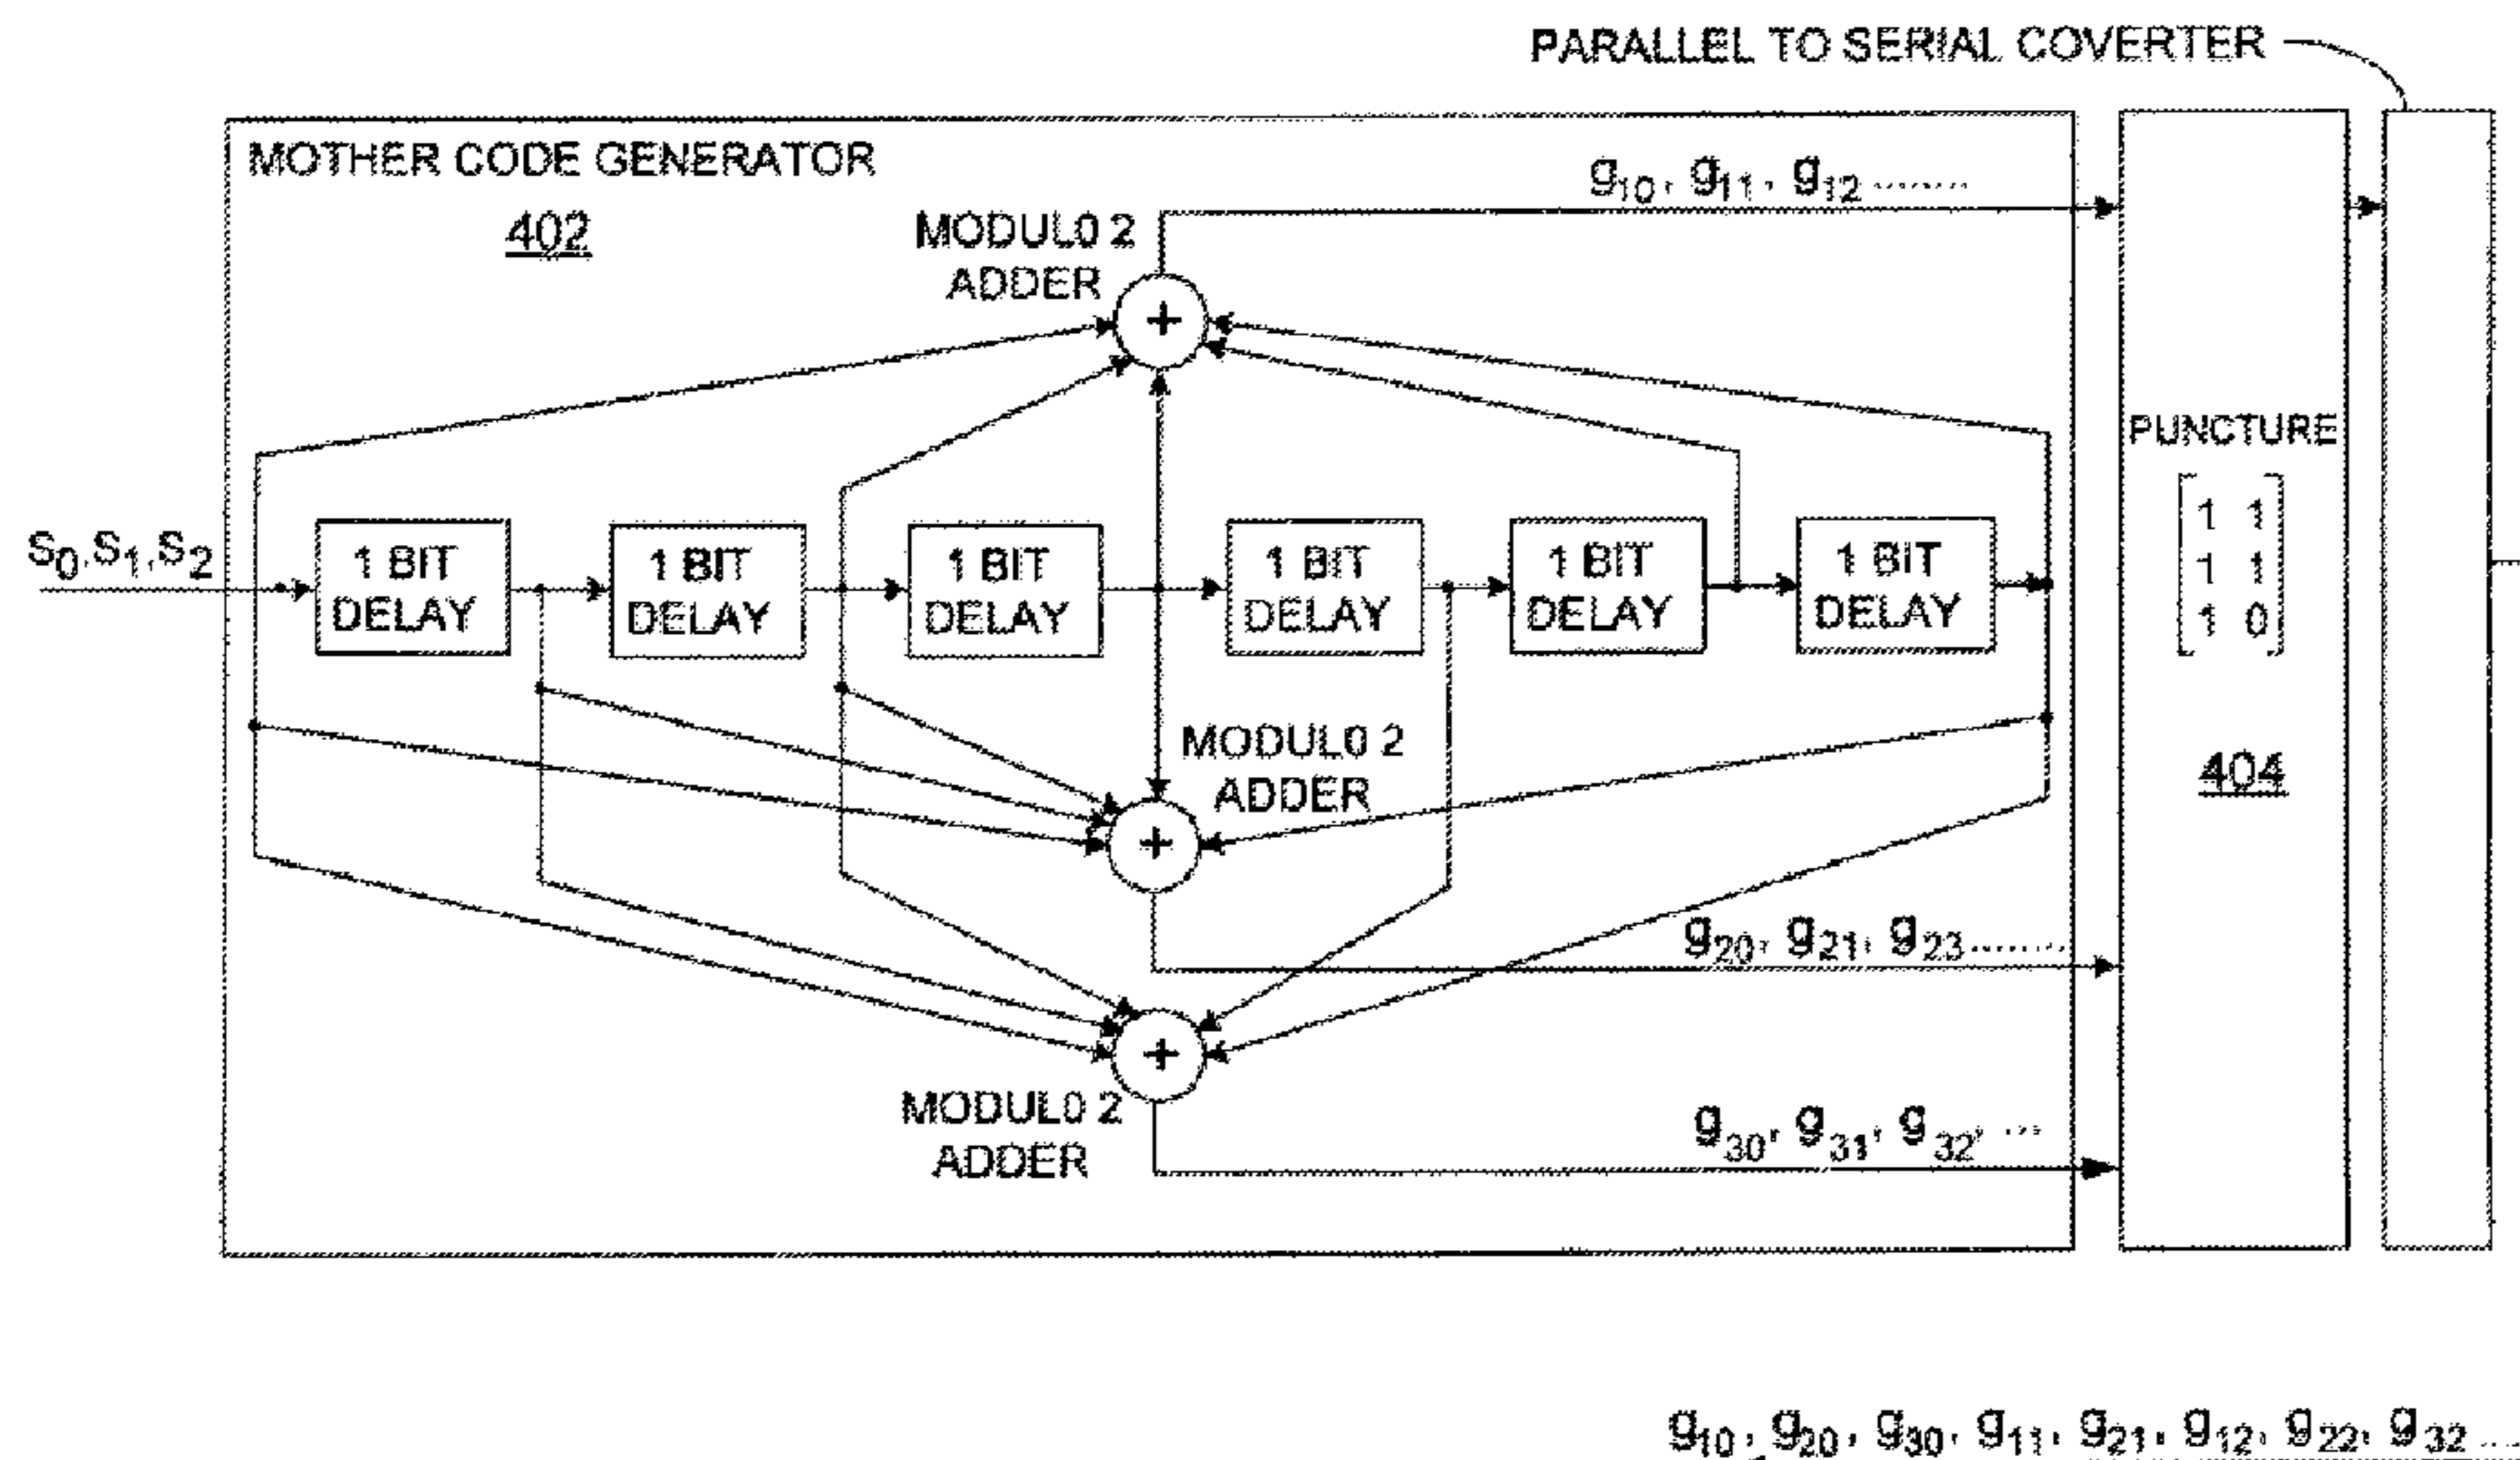 PARALLEL TO SERIAL COVERTER
MOTHER CODE GENERATOR
402
g10, g11, g12........
MODUL0 2
ADDER
+
PUNCTURE
1 1
1 1
1 0
404
S0,S1,S2
1 BIT
DELAY
1 BIT
DELAY
1 BIT
DELAY
1 BIT
DELAY
1 BIT
DELAY
1 BIT
DELAY
MODUL0 2
ADDER
+
g20, g21, g23........
+
MODUL0 2
ADDER
g30, g31, g32, ...
g10, g20, g30, g11, g21, g12, g22, g32 ....